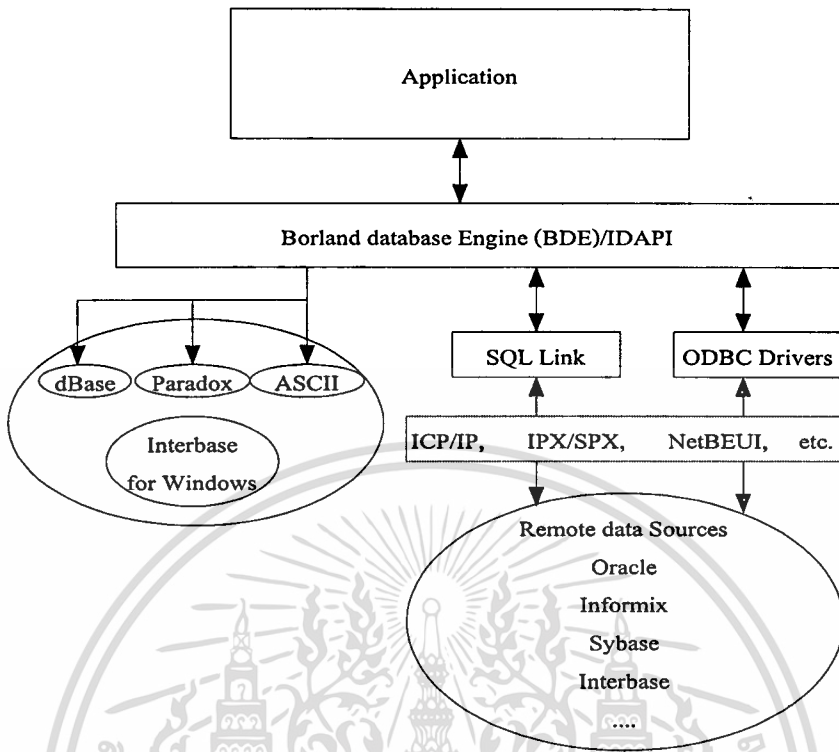 Application
Borland database Engine (BDE)/IDAPI
SQL Link
ODBC Drivers
dBase
Paradox
ASCII
Interbase
for Windows
ICP/IP, IPX/SPX, NetBEUI, etc.
Remote data Sources
Oracle
Informix
Sybase
Interbase
....